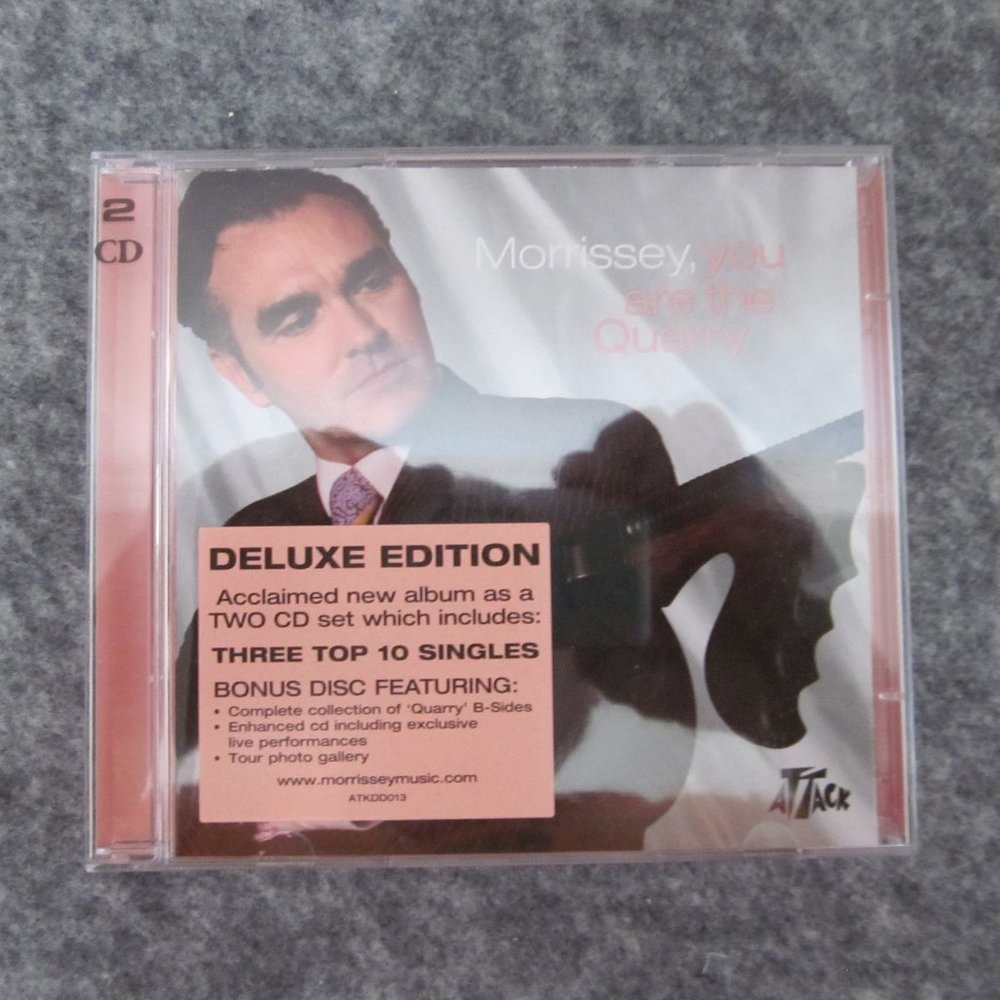 2
CD
Morrissey, you
are the
Quarry
DELUXE EDITION
Acclaimed new album as a
TWO CD set which includes:
THREE TOP 10 SINGLES
BONUS DISC FEATURING:
• Complete collection of 'Quarry' B-Sides
• Enhanced cd including exclusive
live performances
• Tour photo gallery
www.morrisseymusic.com
ATKDD013
ATTACK